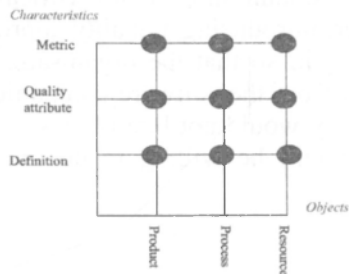 Characteristics
Metric
Quality
attribute
Definition
Objects
Product
Process
Resource